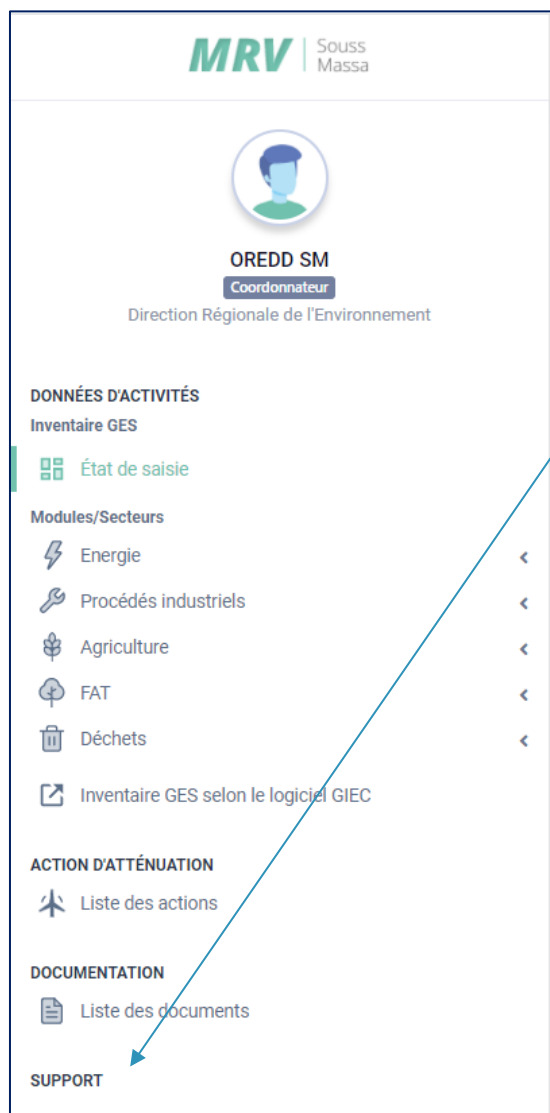 MRV Souss
Massa
OREDD SM
Coordonnateur
Direction Régionale de l'Environnement
DONNÉES D'ACTIVITÉS
Inventaire GES
État de saisie
Modules/Secteurs
Energie
Procédés industriels
Agriculture
FAT
Déchets
Inventaire GES selon le logiciel GIEC
ACTION D'ATTÉNUATION
Liste des actions
DOCUMENTATION
Liste des documents
SUPPORT